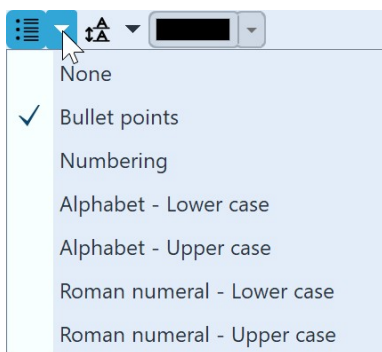 None
Bullet points
Numbering
Alphabet - Lower case
Alphabet - Upper case
Roman numeral - Lower case
Roman numeral - Upper case